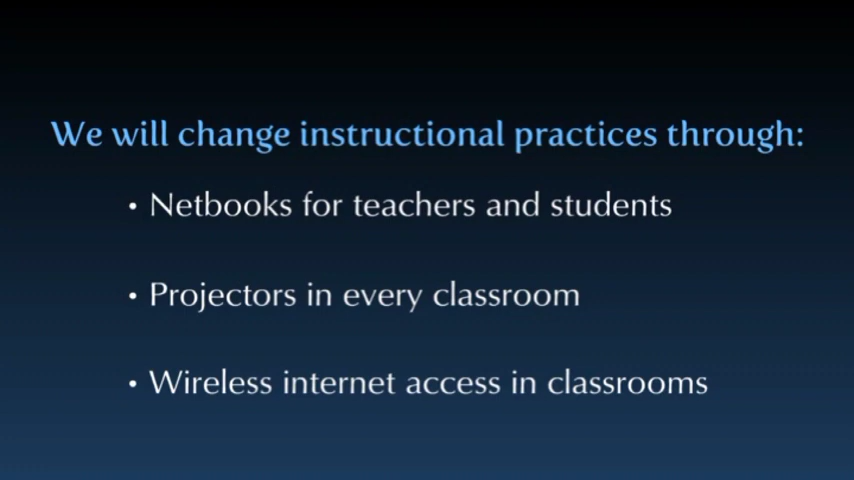 We will change instructional practices through:
• Netbooks for teachers and students
• Projectors in every classroom
• Wireless internet access in classrooms